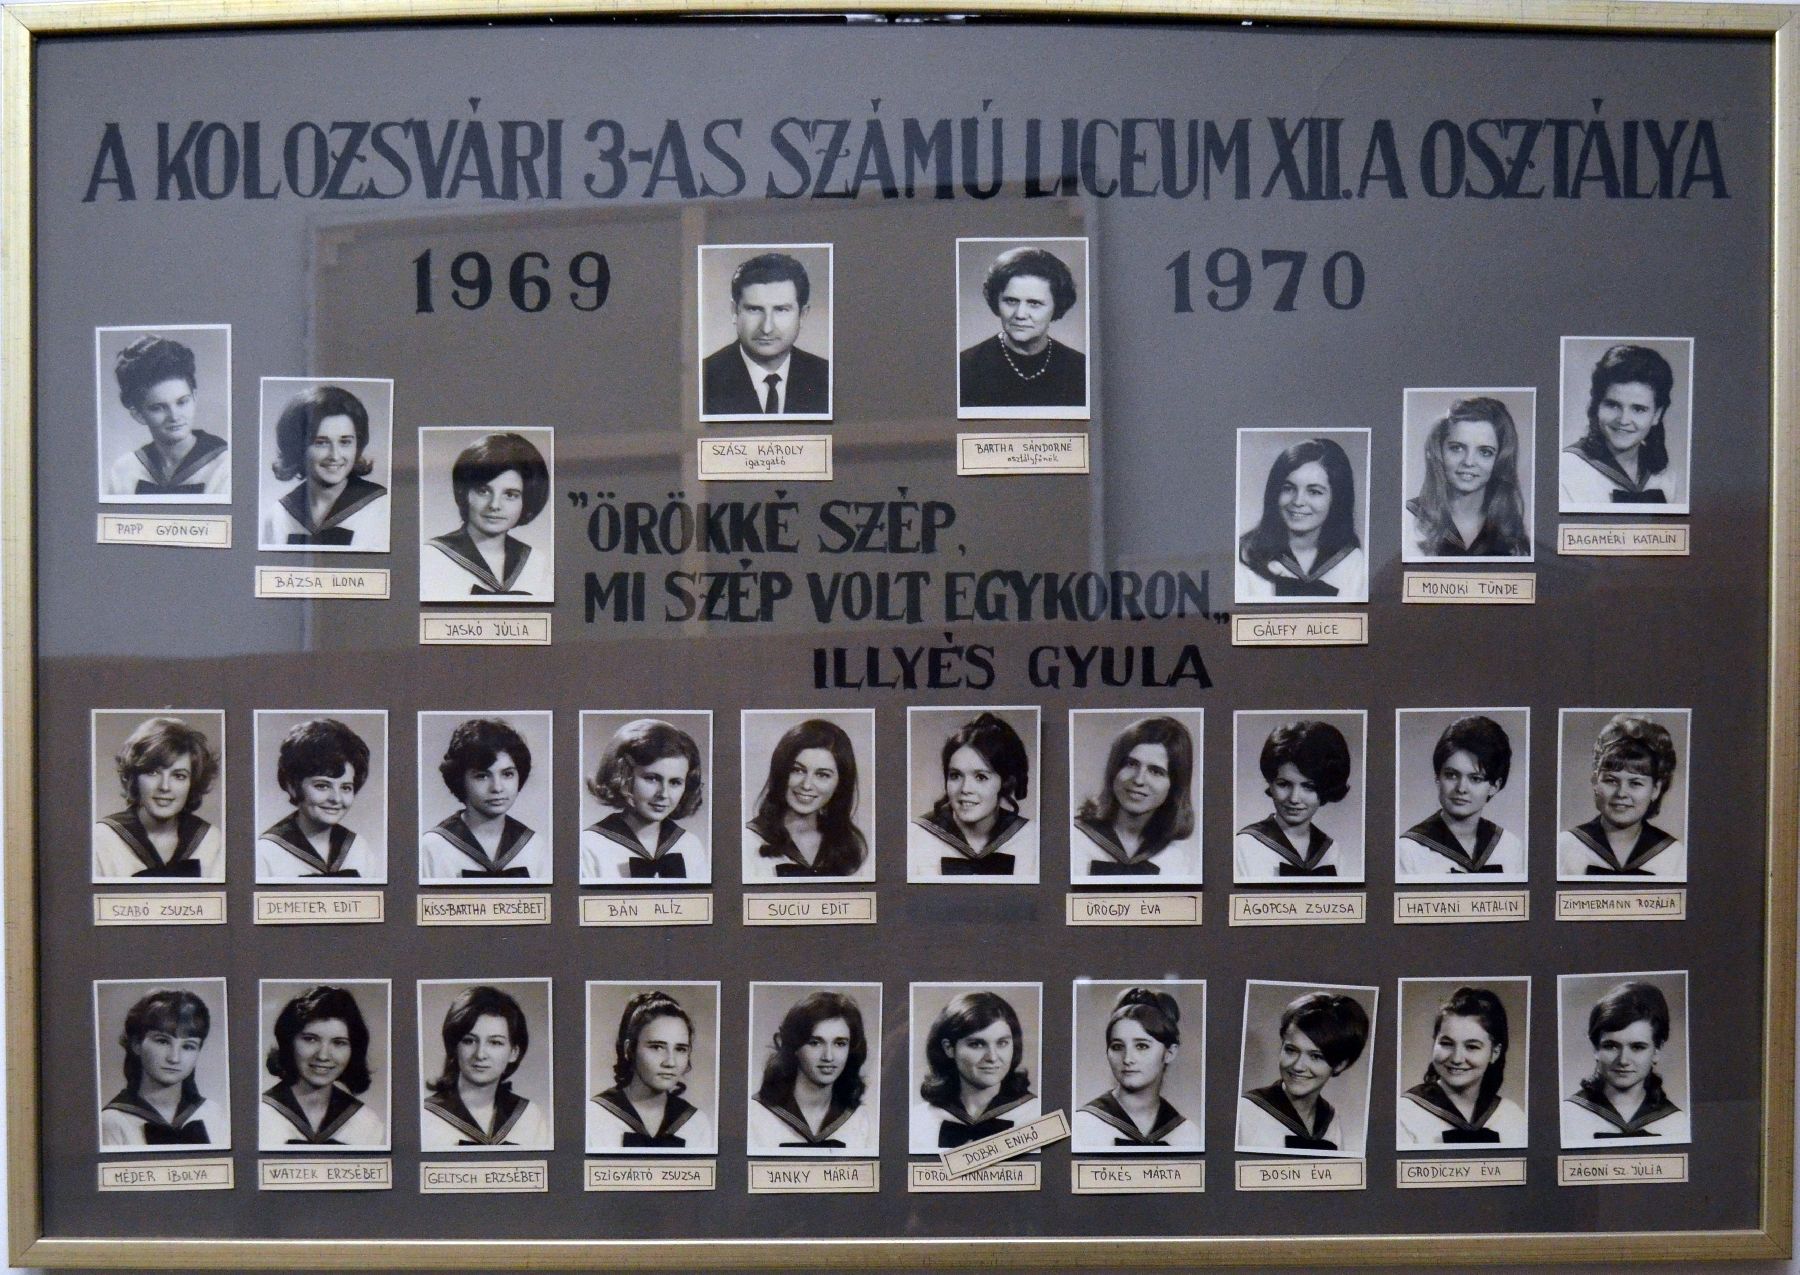 A KOLOZSVÁRI 3-AS SZÁMÚ LICEUM XII. A OSZTÁLYA
1969
1970
SZÁSZ KÁROLY
igazgató
BARTHA SÁNDORNÉ
osztályfőnök
PAPP GYÖNGYI
BÁZSA ILONA
JASKÓ JÚLIA
GÁLFFY ALICE
MONOKI TÜNDE
BAGAMÉRI KATALIN
"ÖRÖKKÉ SZÉP,
MI SZÉP VOLT EGYKORON„
ILLYÉS GYULA
SZABÓ ZSUZSA
DEMETER EDIT
KISS-BARTHA ERZSÉBET
BÁN ALÍZ
SUCIU EDIT
ÜRÖGDY ÉVA
ÁGOPCSA ZSUZSA
HATVANI KATALIN
ZIMMERMANN ROZÁLIA
MÉDER IBOLYA
WATZEK ERZSÉBET
GELTSCH ERZSÉBET
SZIGYÁRTÓ ZSUZSA
JANKY MÁRIA
DOBRI ENIKŐ
ANNAMÁRIA
TŐKÉS MÁRTA
BOSIN ÉVA
GRODICZKY ÉVA
ZÁGONI SZ. JÚLIA